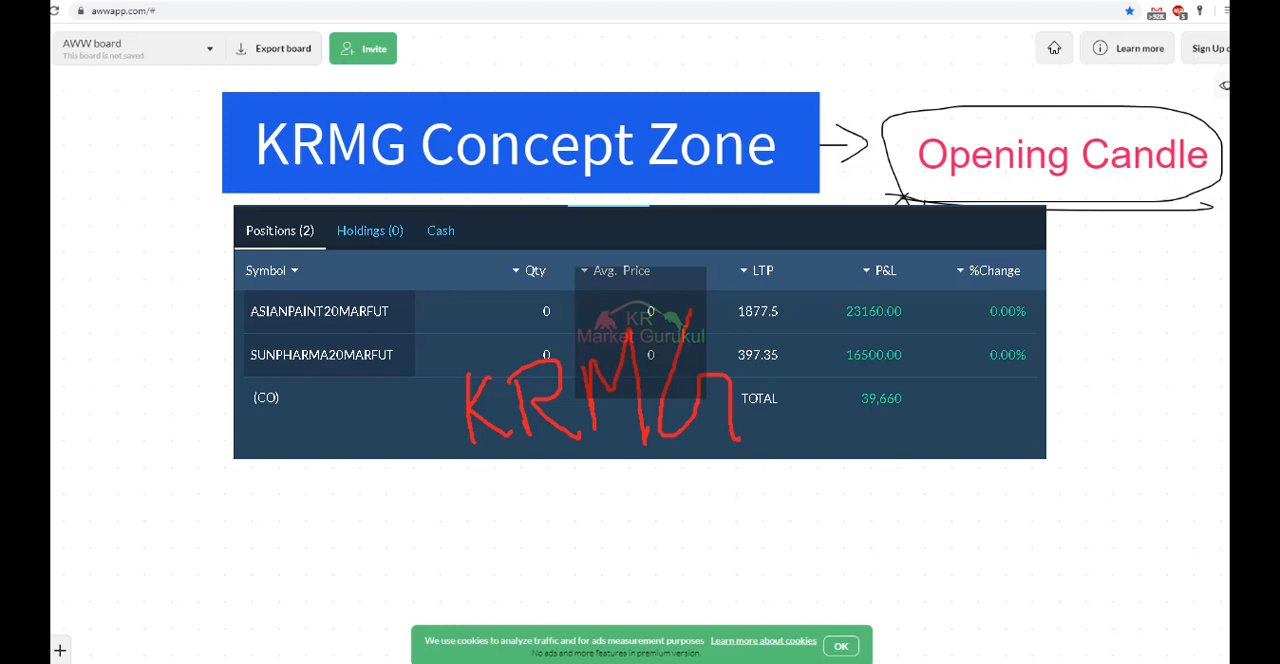 awwapp.com/#
>32K
5
AWW board
This board is not saved
Export board
Invite
Learn more
Sign Up
KRMG Concept Zone
Opening Candle
Positions (2) Holdings (0) Cash
Symbol Qty Avg. Price LTP P&L %Change
ASIANPAINT20MARFUT 0 0 1877.5 23160.00 0.00%
KR
Market Gurukul
SUNPHARMA20MARFUT 0 0 397.35 16500.00 0.00%
(CO) TOTAL 39,660
KRMG
We use cookies to analyze traffic and for ads measurement purposes Learn more about cookies OK
No ads and more features in premium version.